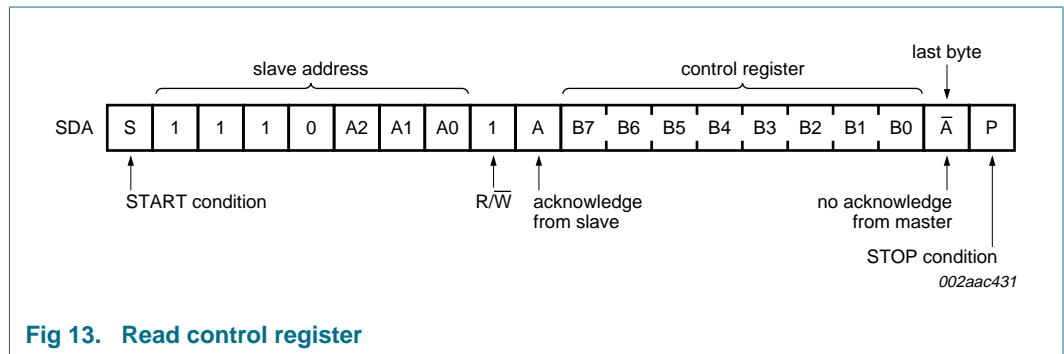 last byte
slave address control register
SDA S 1 1 1 0 A2 A1 A0 1 A B7 B6 B5 B4 B3 B2 B1 B0 A̅ P
START condition R/W̅ acknowledge from slave no acknowledge from master
STOP condition
002aac431
Fig 13. Read control register